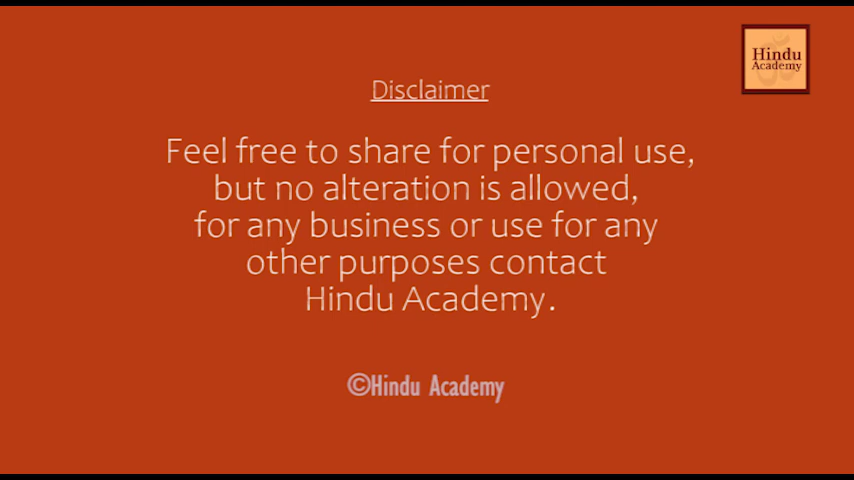 Hindu
Academy
Disclaimer
Feel free to share for personal use,
but no alteration is allowed,
for any business or use for any
other purposes contact
Hindu Academy.
©Hindu Academy